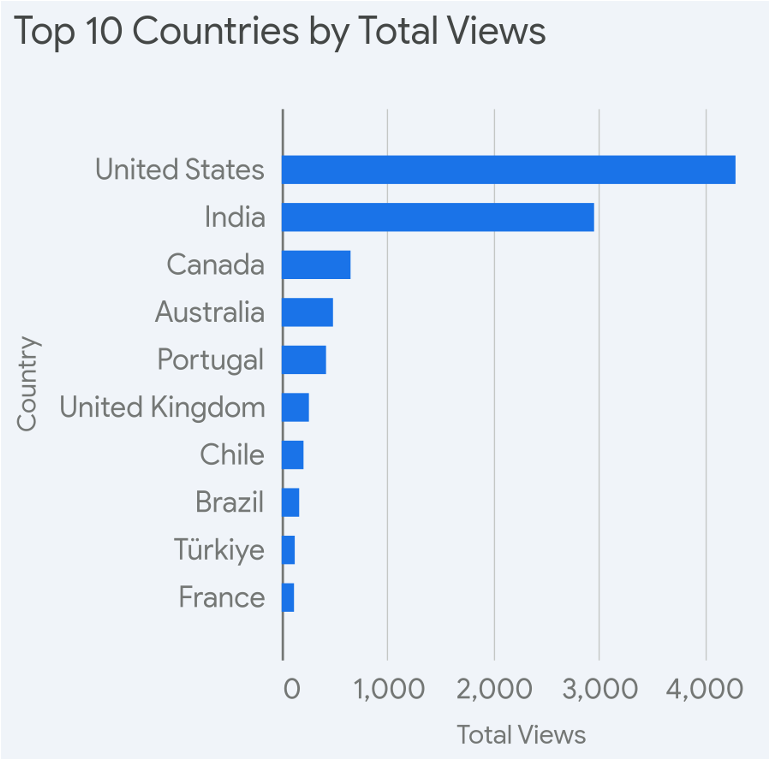 Top 10 Countries by Total Views
United States
India
Canada
Australia
Portugal
United Kingdom
Chile
Brazil
Türkiye
France
Country
0 1,000 2,000 3,000 4,000
Total Views